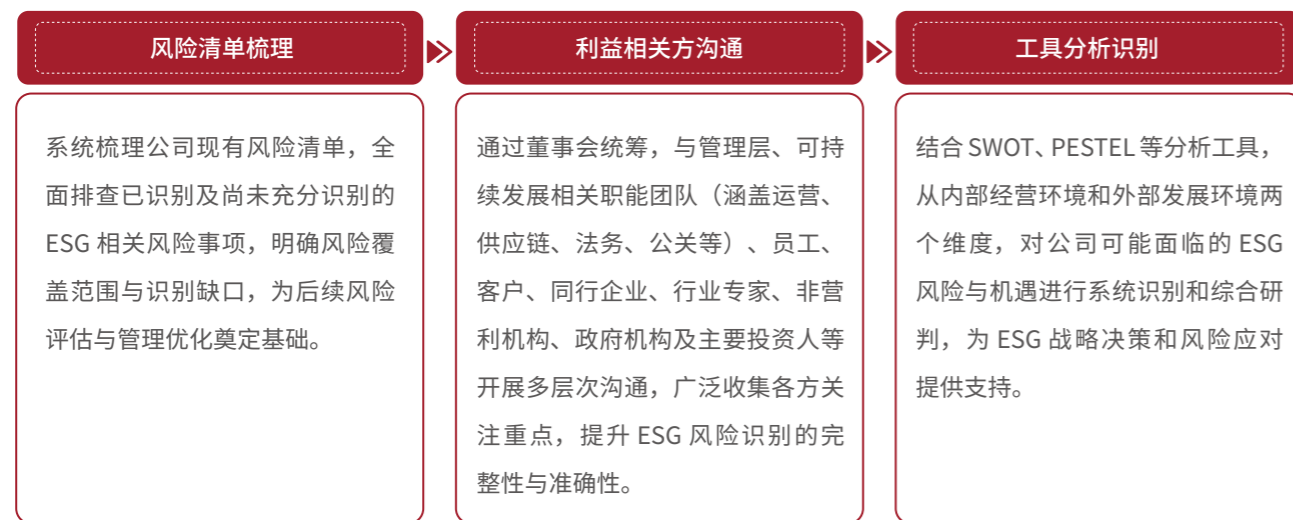 风险清单梳理
系统梳理公司现有风险清单，全
面排查已识别及尚未充分识别的
ESG 相关风险事项，明确风险覆
盖范围与识别缺口，为后续风险
评估与管理优化奠定基础。
利益相关方沟通
通过董事会统筹，与管理层、可持
续发展相关职能团队（涵盖运营、
供应链、法务、公关等）、员工、
客户、同行企业、行业专家、非营
利机构、政府机构及主要投资人等
开展多层次沟通，广泛收集各方关
注重点，提升 ESG 风险识别的完
整性与准确性。
工具分析识别
结合 SWOT、PESTEL 等分析工具，
从内部经营环境和外部发展环境两
个维度，对公司可能面临的 ESG
风险与机遇进行系统识别和综合研
判，为 ESG 战略决策和风险应对
提供支持。